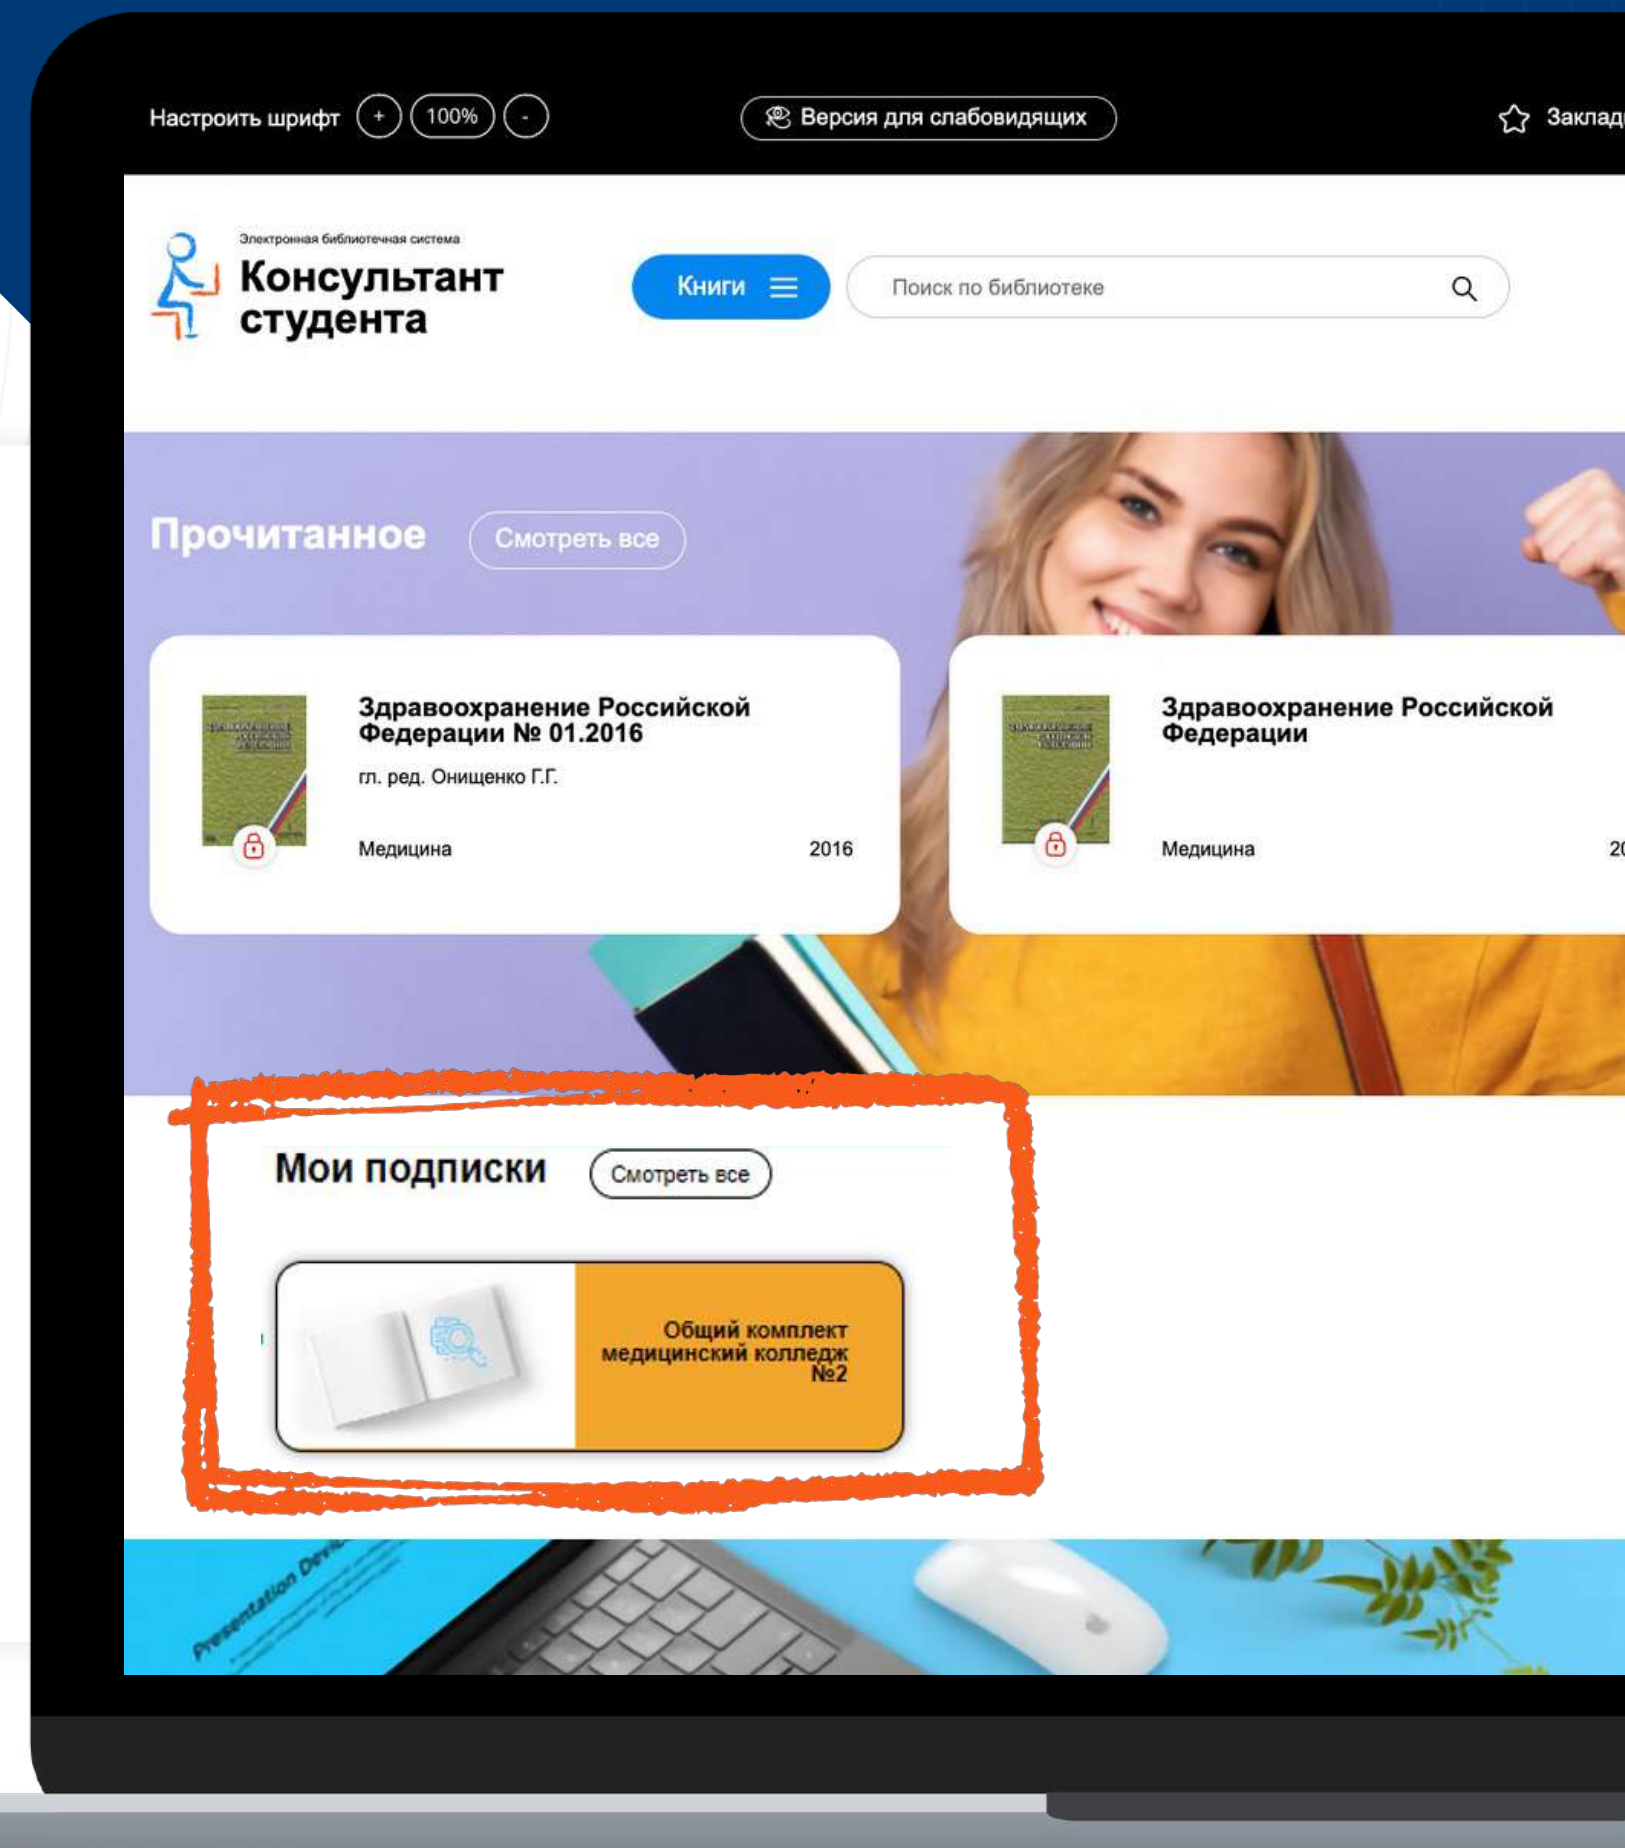 Настроить шрифт + 100% -
Версия для слабовидящих
Электронная библиотечная система
Консультант
студента
Книги
Поиск по библиотеке
Прочитанное
Смотреть все
Здравоохранение Российской
Федерации № 01.2016
гл. ред. Онищенко Г.Г.
Медицина
2016
Здравоохранение Российской
Федерации
Медицина
Мои подписки
Смотреть все
Общий комплект
медицинский колледж
№2
Presentation